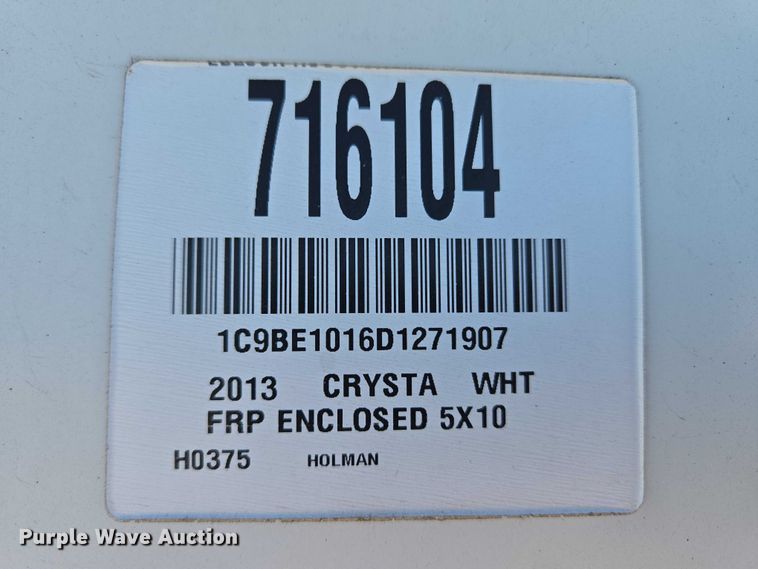 716104
1C9BE1016D1271907
2013 CRYSTA WHT
FRP ENCLOSED 5X10
H0375 HOLMAN
Purple Wave Auction